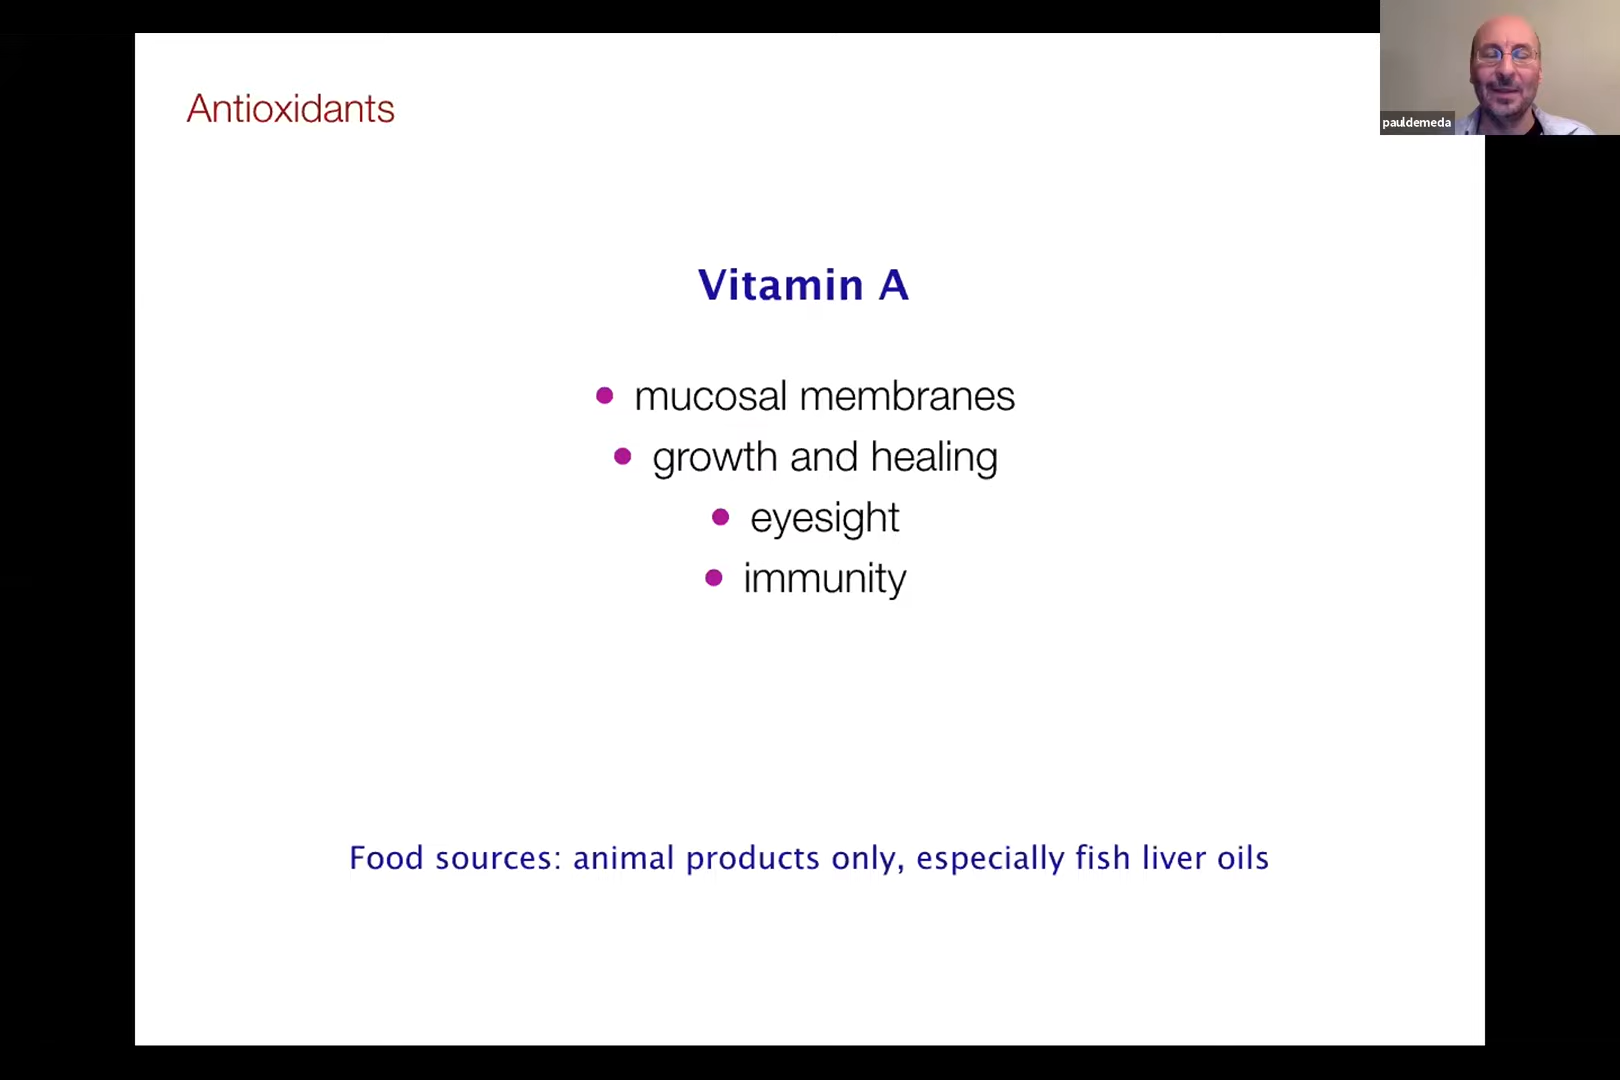 Antioxidants
pauldemeda
Vitamin A
• mucosal membranes
• growth and healing
• eyesight
• immunity
Food sources: animal products only, especially fish liver oils